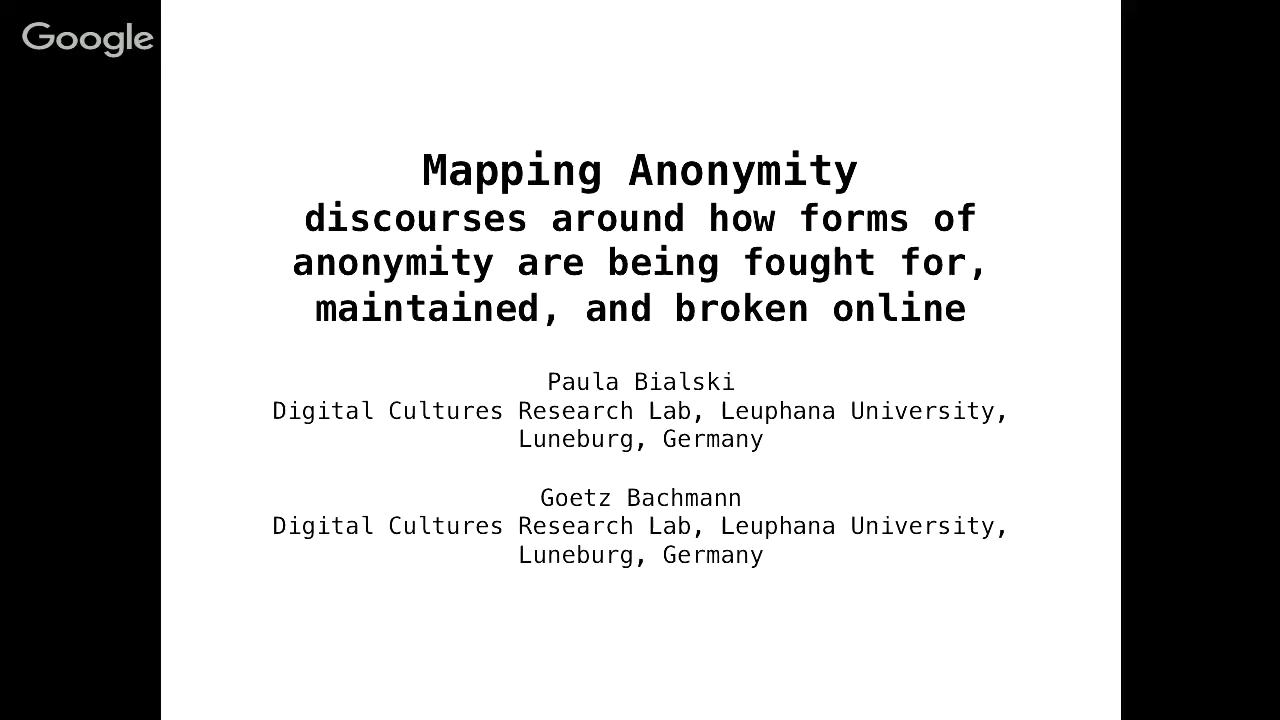 Google
Mapping Anonymity
discourses around how forms of
anonymity are being fought for,
maintained, and broken online
Paula Bialski
Digital Cultures Research Lab, Leuphana University,
Luneburg, Germany
Goetz Bachmann
Digital Cultures Research Lab, Leuphana University,
Luneburg, Germany